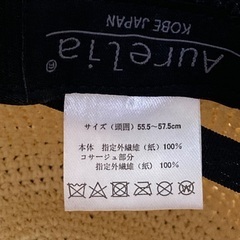 Aurelia
KOBE JAPAN
サイズ(頭囲) 55.5~57.5cm
本体 指定外繊維(紙)100%
コサージュ部分
指定外繊維(紙)100%